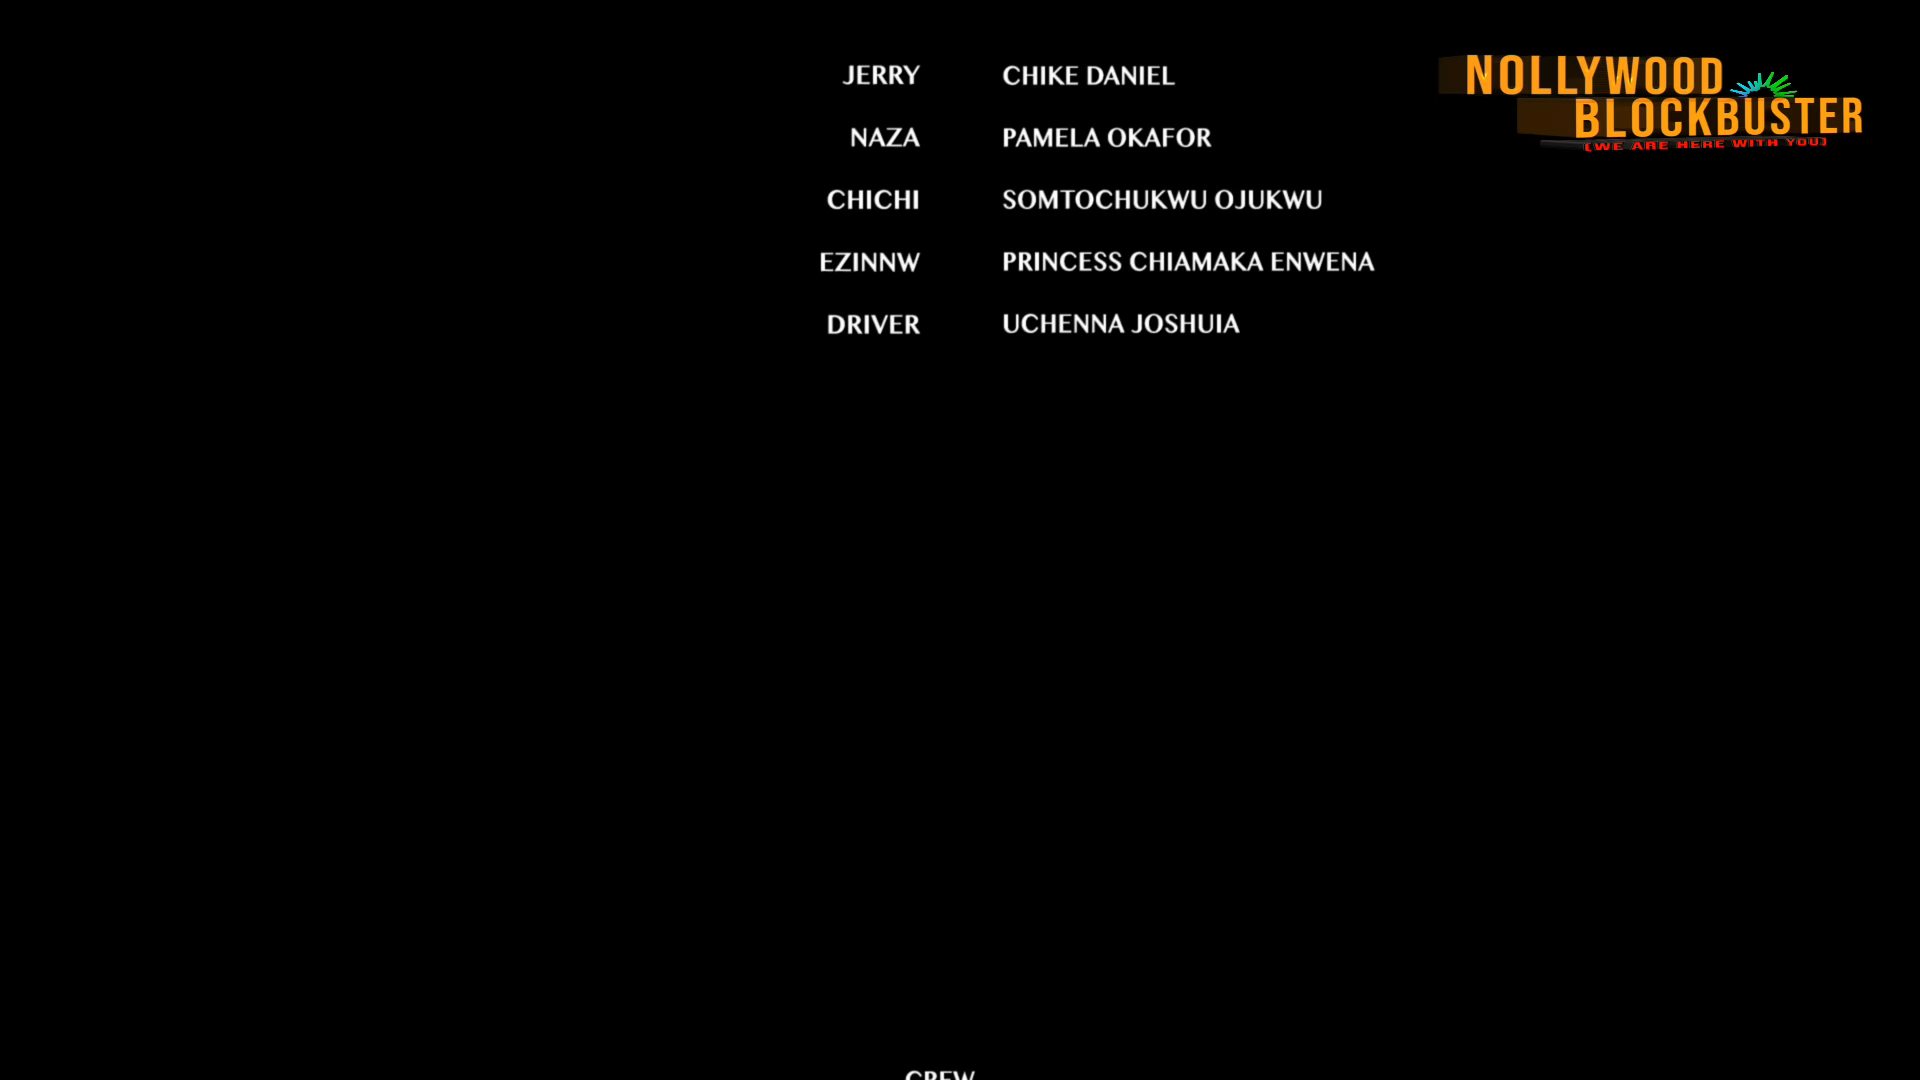 JERRY CHIKE DANIEL
NAZA PAMELA OKAFOR
CHICHI SOMTOCHUKWU OJUKWU
EZINNW PRINCESS CHIAMAKA ENWENA
DRIVER UCHENNA JOSHUIA
NOLLYWOOD
BLOCKBUSTER
(WE ARE HERE WITH YOU)
CREW